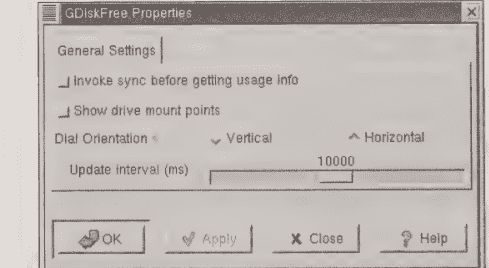 GDiskFree Properties
General Settings
Invoke sync before getting usage info
Show drive mount points
Dial Orientation Vertical Horizontal
10000
Update interval (ms)
OK Apply Close Help